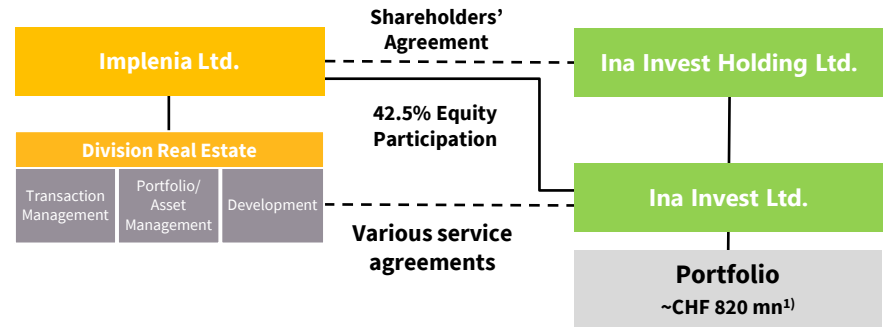 Shareholders’
Agreement
Implenia Ltd.
Ina Invest Holding Ltd.
42.5% Equity
Participation
Division Real Estate
Transaction
Management
Portfolio/
Asset
Management
Development
Ina Invest Ltd.
Various service
agreements
Portfolio
~CHF 820 mn1)